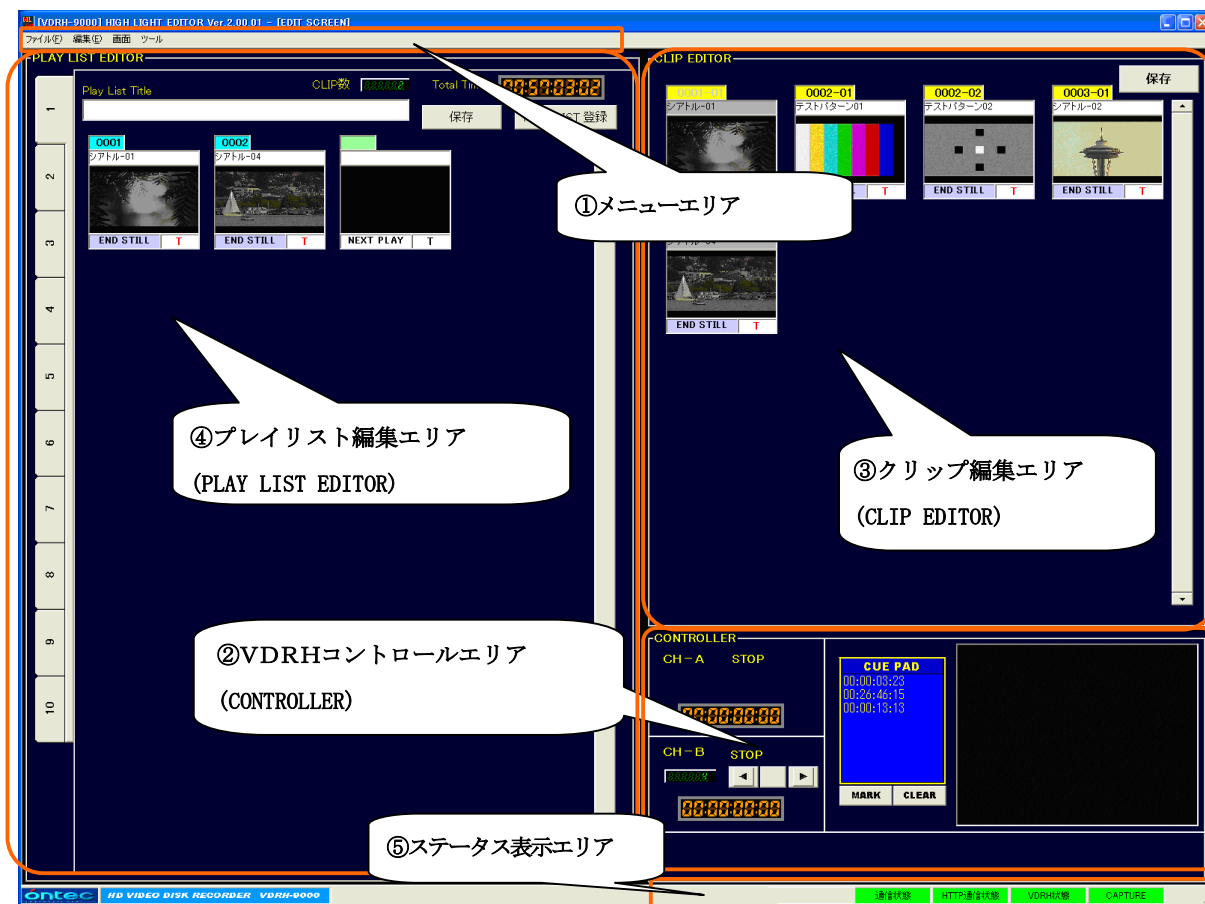 [VDRH-9000] HIGH LIGHT EDITOR Ver.2.00.01 - [EDIT SCREEN]
ファイル(F) 編集(E) 画面 ツール
PLAY LIST EDITOR
Play List Title
CLIP数
Total Tim
00:57:03:02
保存
IST 登録
1
2
3
4
5
6
7
8
9
10
0001
シアトル-01
END STILL T
0002
シアトル-04
END STILL T
NEXT PLAY T
①メニューエリア
CLIP EDITOR
保存
0001-01
シアトル-01
T
0002-01
テストパターン01
T
0002-02
テストパターン02
END STILL T
0003-01
シアトル-02
END STILL T
シアトル-04
END STILL T
④プレイリスト編集エリア
(PLAY LIST EDITOR)
③クリップ編集エリア
(CLIP EDITOR)
②VDRHコントロールエリア
(CONTROLLER)
CONTROLLER
CH-A STOP
00:00:00:00
CH-B STOP
00:00:00:00
CUE PAD
00:00:03:23
00:26:46:15
00:00:13:13
MARK CLEAR
⑤ステータス表示エリア
öntec HD VIDEO DISK RECORDER VDRH-9000
通信状態 HTTP通信状態 VDRH状態 CAPTURE